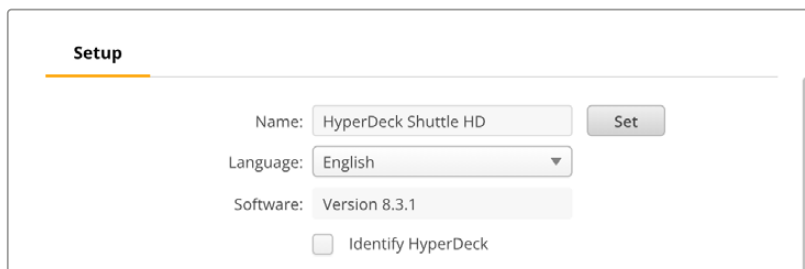 Setup
Name: HyperDeck Shuttle HD Set
Language: English
Software: Version 8.3.1
Identify HyperDeck